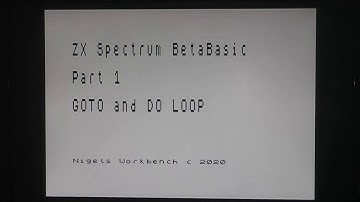 ZX Spectrum BetaBasic
Part 1
GOTO and DO LOOP
Nigels Workbench c 2020